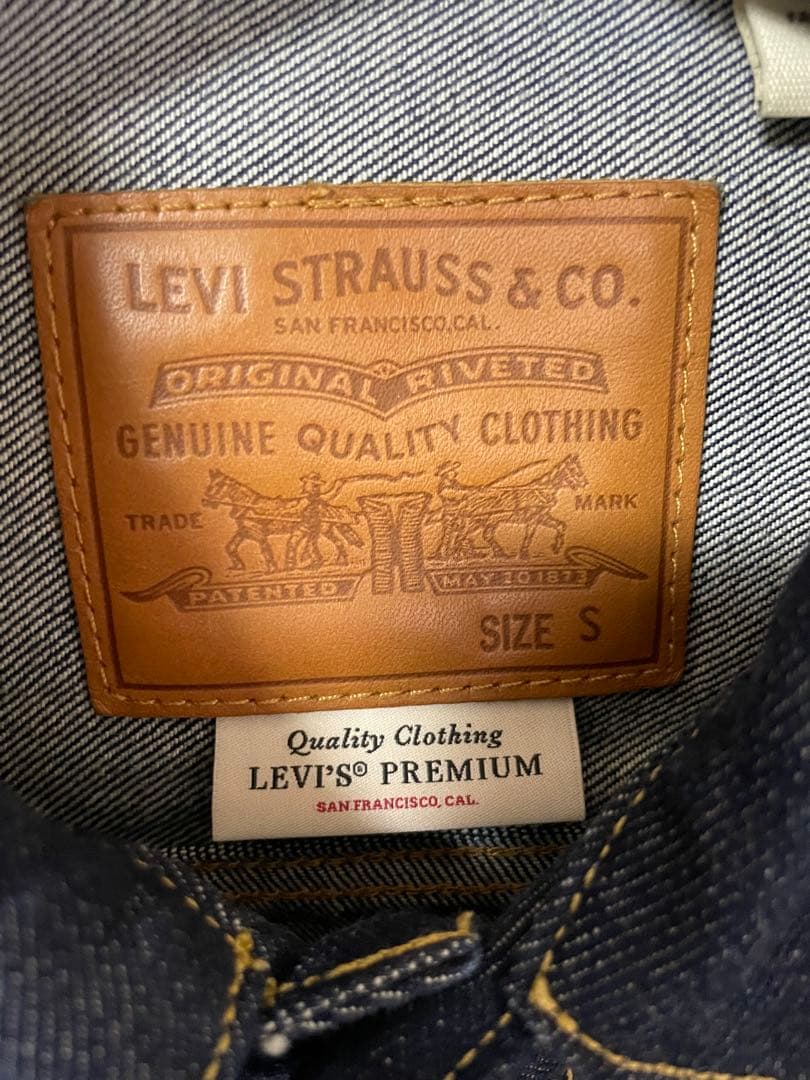 LEVI STRAUSS & CO.
SAN FRANCISCO, CAL.
ORIGINAL RIVETED
GENUINE QUALITY CLOTHING
TRADE MARK
PATENTED MAY 20 1873
SIZE S
Quality Clothing
LEVI'S® PREMIUM
SAN FRANCISCO, CAL.